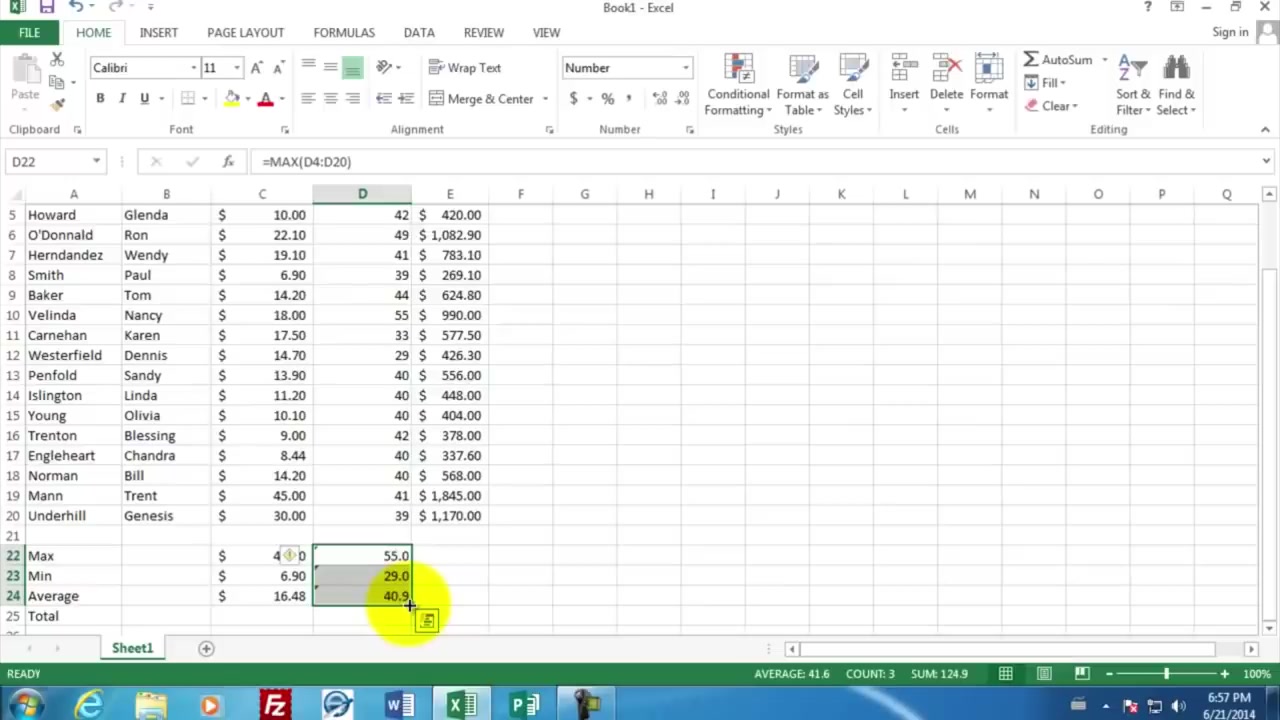 Book1 - Excel
FILE HOME INSERT PAGE LAYOUT FORMULAS DATA REVIEW VIEW Sign in
Calibri 11 Wrap Text Number AutoSum
Paste Conditional Formatting Format as Table Cell Styles Insert Delete Format Fill Sort & Filter Find & Select
B I U Merge & Center $ % , Clear
Clipboard Font Alignment Number Styles Cells Editing
D22 fx =MAX(D4:D20)
A B C D E F G H I J K L M N O P Q
5 Howard Glenda $ 10.00 42 $ 420.00
6 O'Donnald Ron $ 22.10 49 $ 1,082.90
7 Herndandez Wendy $ 19.10 41 $ 783.10
8 Smith Paul $ 6.90 39 $ 269.10
9 Baker Tom $ 14.20 44 $ 624.80
10 Velinda Nancy $ 18.00 55 $ 990.00
11 Carnehan Karen $ 17.50 33 $ 577.50
12 Westerfield Dennis $ 14.70 29 $ 426.30
13 Penfold Sandy $ 13.90 40 $ 556.00
14 Islington Linda $ 11.20 40 $ 448.00
15 Young Olivia $ 10.10 40 $ 404.00
16 Trenton Blessing $ 9.00 42 $ 378.00
17 Engleheart Chandra $ 8.44 40 $ 337.60
18 Norman Bill $ 14.20 40 $ 568.00
19 Mann Trent $ 45.00 41 $ 1,845.00
20 Underhill Genesis $ 30.00 39 $ 1,170.00
21
22 Max $ 4 0 55.0
23 Min $ 6.90 29.0
24 Average $ 16.48 40.9
25 Total
Sheet1
READY AVERAGE: 41.6 COUNT: 3 SUM: 124.9 100%
6:57 PM
6/21/2014